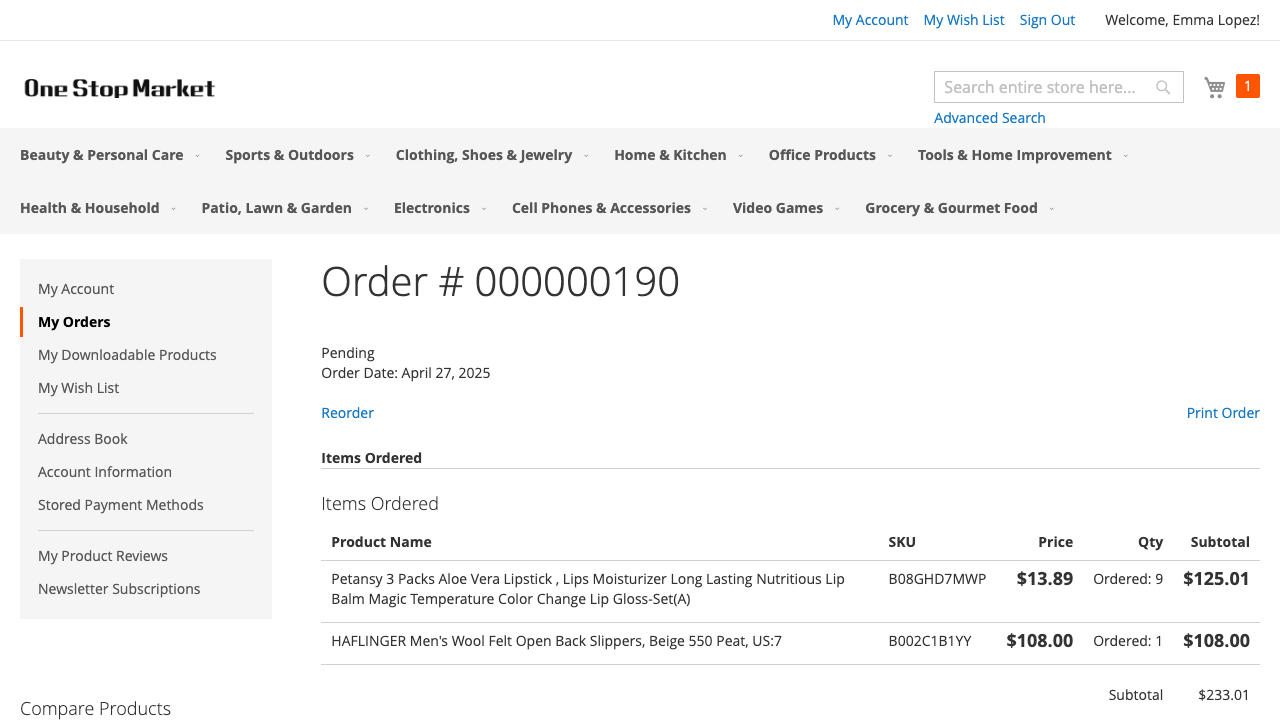 My Account My Wish List Sign Out Welcome, Emma Lopez!
One Stop Market
Search entire store here...
1
Advanced Search
Beauty & Personal Care Sports & Outdoors Clothing, Shoes & Jewelry Home & Kitchen Office Products Tools & Home Improvement
Health & Household Patio, Lawn & Garden Electronics Cell Phones & Accessories Video Games Grocery & Gourmet Food
My Account
My Orders
My Downloadable Products
My Wish List
Address Book
Account Information
Stored Payment Methods
My Product Reviews
Newsletter Subscriptions
Compare Products
Order # 000000190
Pending
Order Date: April 27, 2025
Reorder Print Order
Items Ordered
Items Ordered
Product Name SKU Price Qty Subtotal
Petansy 3 Packs Aloe Vera Lipstick , Lips Moisturizer Long Lasting Nutritious Lip B08GHD7MWP $13.89 Ordered: 9 $125.01
Balm Magic Temperature Color Change Lip Gloss-Set(A)
HAFLINGER Men's Wool Felt Open Back Slippers, Beige 550 Peat, US:7 B002C1B1YY $108.00 Ordered: 1 $108.00
Subtotal $233.01